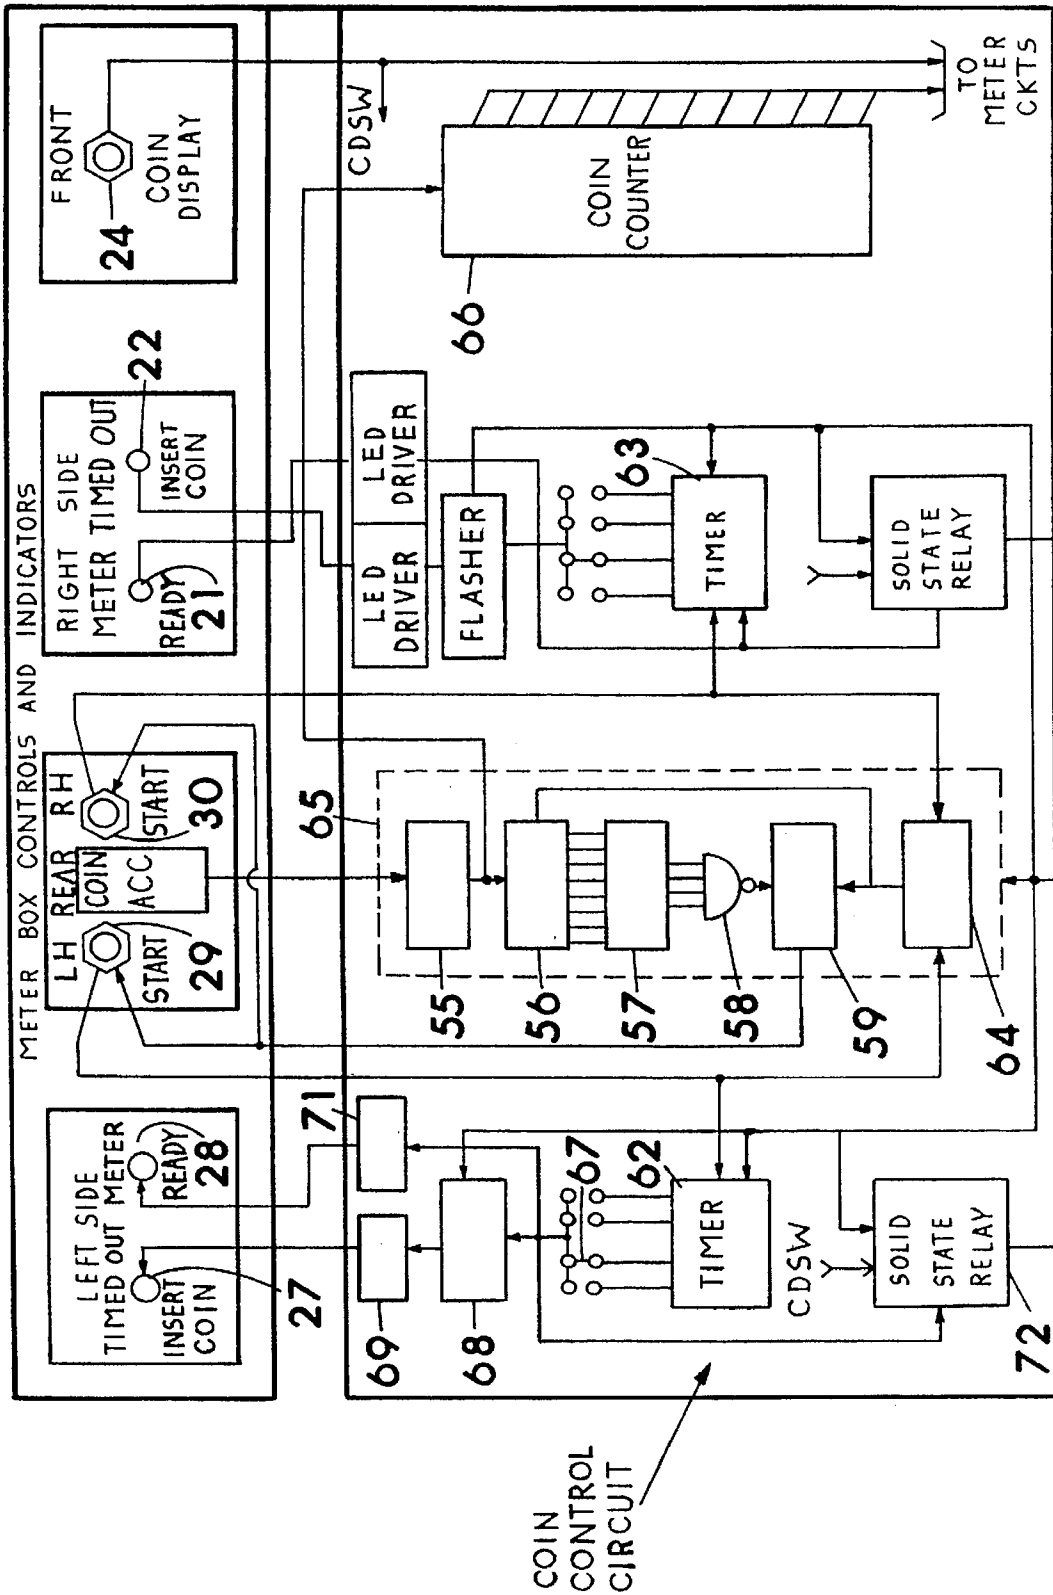 METER BOX CONTROLS AND INDICATORS
LEFT SIDE
TIMED OUT METER
INSERT
COIN
READY
27
28
LH REAR RH
COIN
ACC
START
START
29
30
RIGHT SIDE
METER TIMED OUT
READY
INSERT
COIN
21
22
FRONT
COIN
DISPLAY
24
COIN
CONTROL
CIRCUIT
69
71
68
67
62
TIMER
CDSW
SOLID
STATE
RELAY
72
65
55
56
57
58
59
64
LED
DRIVER
LED
DRIVER
FLASHER
63
TIMER
SOLID
STATE
RELAY
CDSW
COIN
COUNTER
66
TO
METER
CKTS